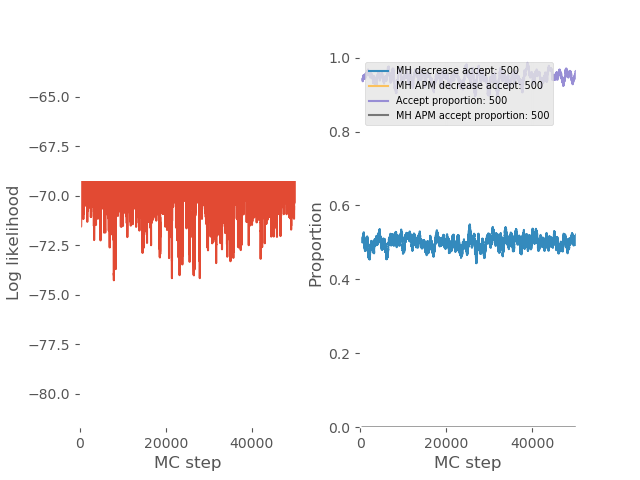 Log likelihood
−65.0
−67.5
−70.0
−72.5
−75.0
−77.5
−80.0
0
20000
40000
MC step
Proportion
1.0
0.8
0.6
0.4
0.2
0.0
0
20000
40000
MC step
MH decrease accept: 500
MH APM decrease accept: 500
Accept proportion: 500
MH APM accept proportion: 500